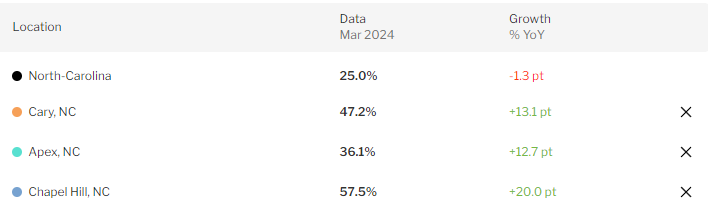 Location Data Growth
Mar 2024 % YoY
North-Carolina 25.0% -1.3 pt
Cary, NC 47.2% +13.1 pt
Apex, NC 36.1% +12.7 pt
Chapel Hill, NC 57.5% +20.0 pt